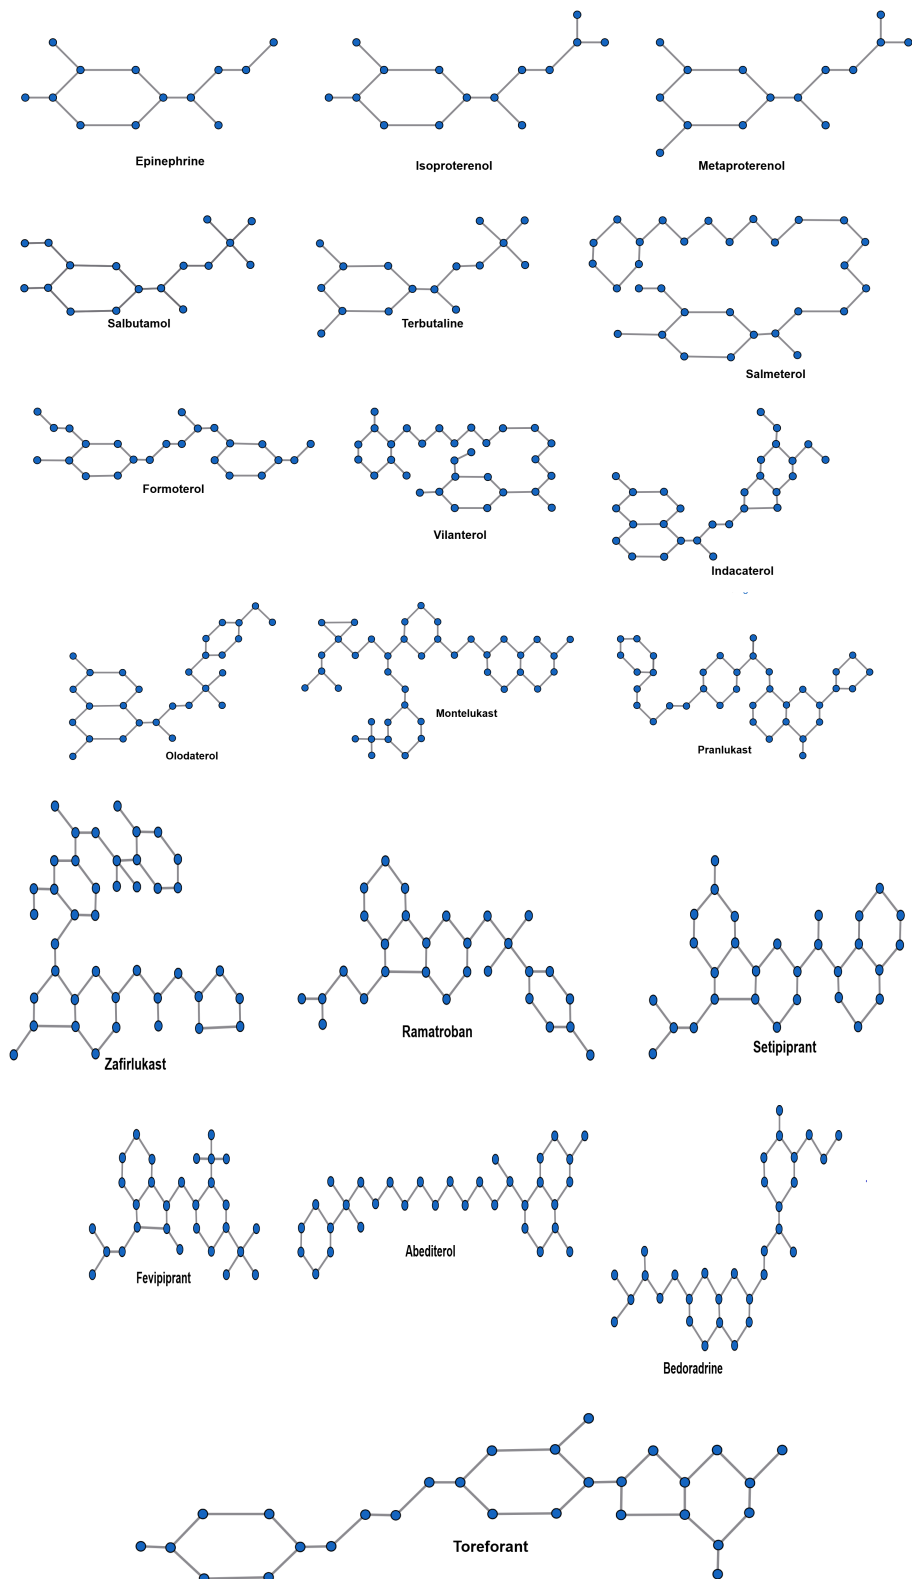 Epinephrine
Isoproterenol
Metaproterenol
Salbutamol
Terbutaline
Salmeterol
Formoterol
Vilanterol
Indacaterol
Olodaterol
Montelukast
Pranlukast
Zafirlukast
Ramatroban
Setipiprant
Fevipiprant
Abediterol
Bedoradrine
Toreforant